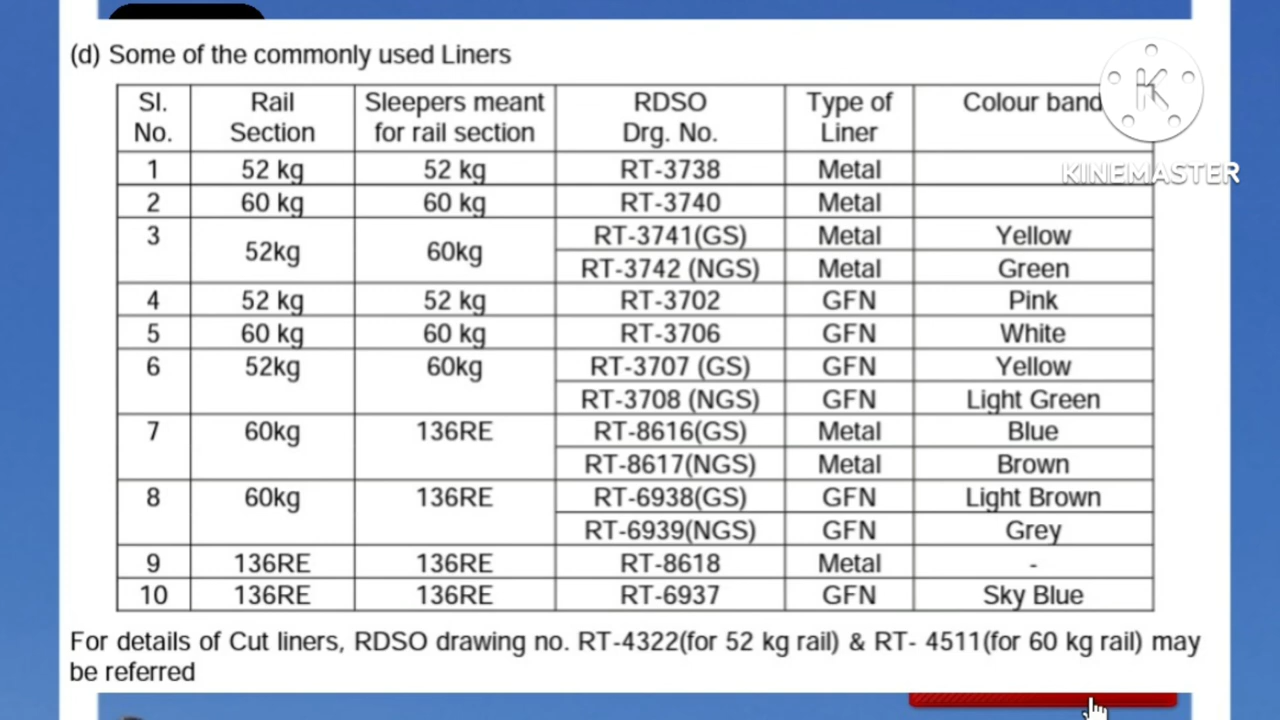 (d) Some of the commonly used Liners
Sl. No. Rail Section Sleepers meant for rail section RDSO Drg. No. Type of Liner Colour band
1 52 kg 52 kg RT-3738 Metal
2 60 kg 60 kg RT-3740 Metal
3 52kg 60kg RT-3741(GS) Metal Yellow
RT-3742 (NGS) Metal Green
4 52 kg 52 kg RT-3702 GFN Pink
5 60 kg 60 kg RT-3706 GFN White
6 52kg 60kg RT-3707 (GS) GFN Yellow
RT-3708 (NGS) GFN Light Green
7 60kg 136RE RT-8616(GS) Metal Blue
RT-8617(NGS) Metal Brown
8 60kg 136RE RT-6938(GS) GFN Light Brown
RT-6939(NGS) GFN Grey
9 136RE 136RE RT-8618 Metal -
10 136RE 136RE RT-6937 GFN Sky Blue
For details of Cut liners, RDSO drawing no. RT-4322(for 52 kg rail) & RT- 4511(for 60 kg rail) may
be referred
K
KINEMASTER